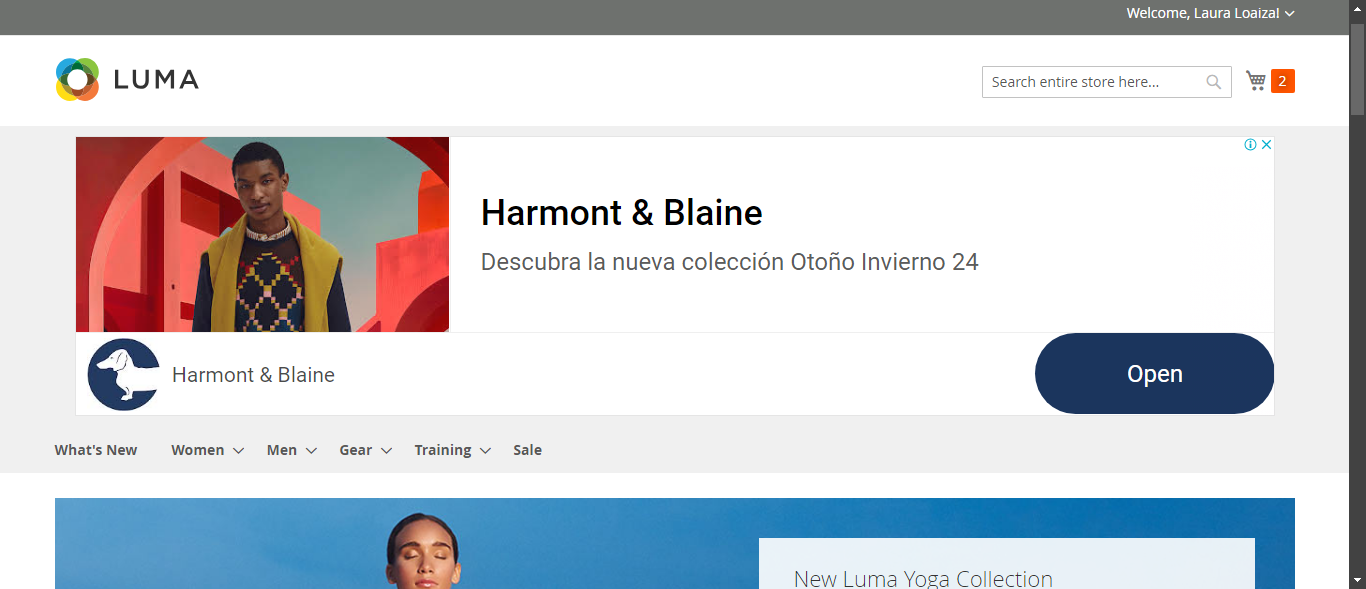 Welcome, Laura Loaizal
LUMA
Search entire store here...
2
Harmont & Blaine
Descubra la nueva colección Otoño Invierno 24
Harmont & Blaine
Open
What's New Women Men Gear Training Sale
New Luma Yoga Collection